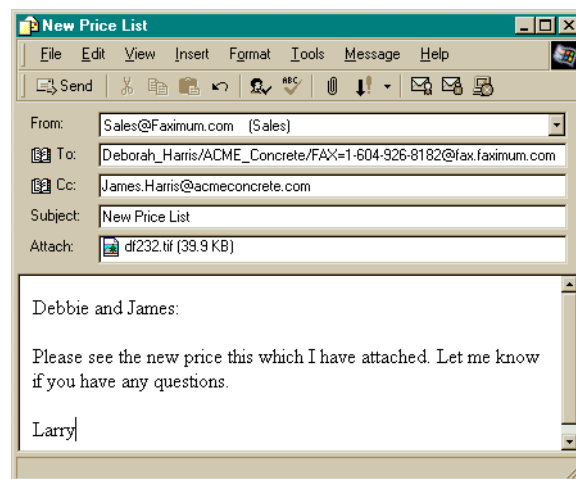 New Price List
File Edit View Insert Format Tools Message Help
Send ABC
From: Sales@Faximum.com (Sales)
To: Deborah_Harris/ACME_Concrete/FAX=1-604-926-8182@fax.faximum.com
Cc: James.Harris@acmeconcrete.com
Subject: New Price List
Attach: df232.tif (39.9 KB)
Debbie and James:
Please see the new price this which I have attached. Let me know
if you have any questions.
Larry